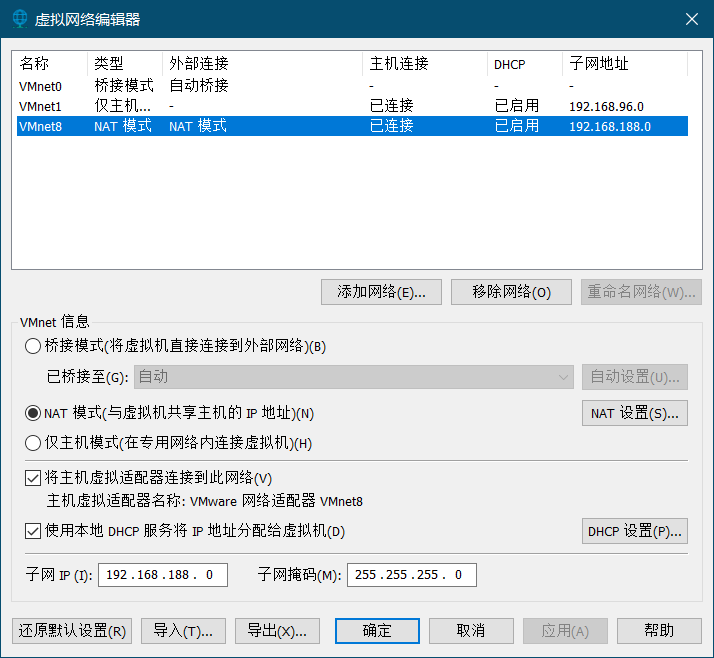 虚拟网络编辑器
名称 类型 外部连接 主机连接 DHCP 子网地址
VMnet0 桥接模式 自动桥接 - - -
VMnet1 仅主机... - 已连接 已启用 192.168.96.0
VMnet8 NAT 模式 NAT 模式 已连接 已启用 192.168.188.0
添加网络(E)... 移除网络(O) 重命名网络(W)...
VMnet 信息
桥接模式(将虚拟机直接连接到外部网络)(B)
已桥接至(G): 自动 自动设置(U)...
NAT 模式(与虚拟机共享主机的 IP 地址)(N) NAT 设置(S)...
仅主机模式(在专用网络内连接虚拟机)(H)
将主机虚拟适配器连接到此网络(V)
主机虚拟适配器名称: VMware 网络适配器 VMnet8
使用本地 DHCP 服务将 IP 地址分配给虚拟机(D) DHCP 设置(P)...
子网 IP (I): 192.168.188. 0 子网掩码(M): 255.255.255. 0
还原默认设置(R) 导入(T)... 导出(X)... 确定 取消 应用(A) 帮助